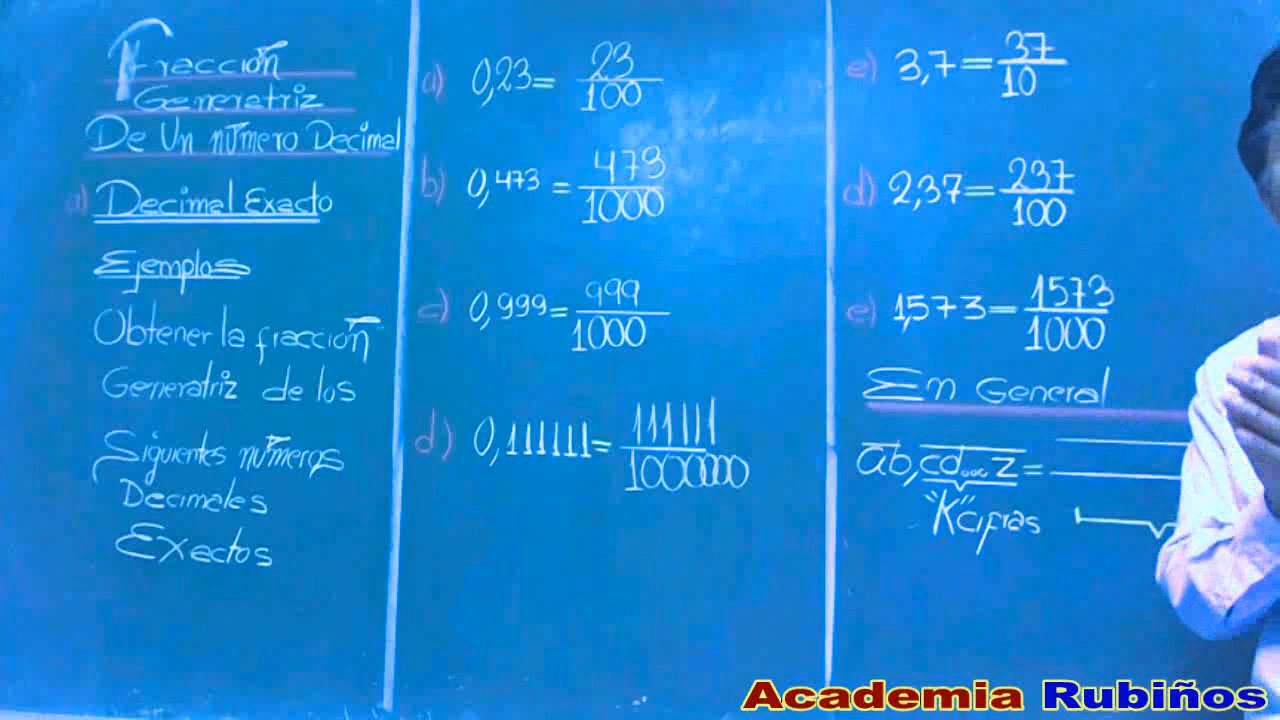 Fracción
Generatriz
De Un número Decimal
a) Decimal Exacto
Ejemplos
Obtener la fracción
Generatriz de los
Siguientes números
Decimales
Exactos
a) 0,23 = 23/100
b) 0,473 = 473/1000
c) 0,999 = 999/1000
d) 0,111111 = 111111/1000000
e) 3,7 = 37/10
d) 2,37 = 237/100
e) 1,573 = 1573/1000
En General
ab,cd...z =
"K" cifras
Academia Rubiños